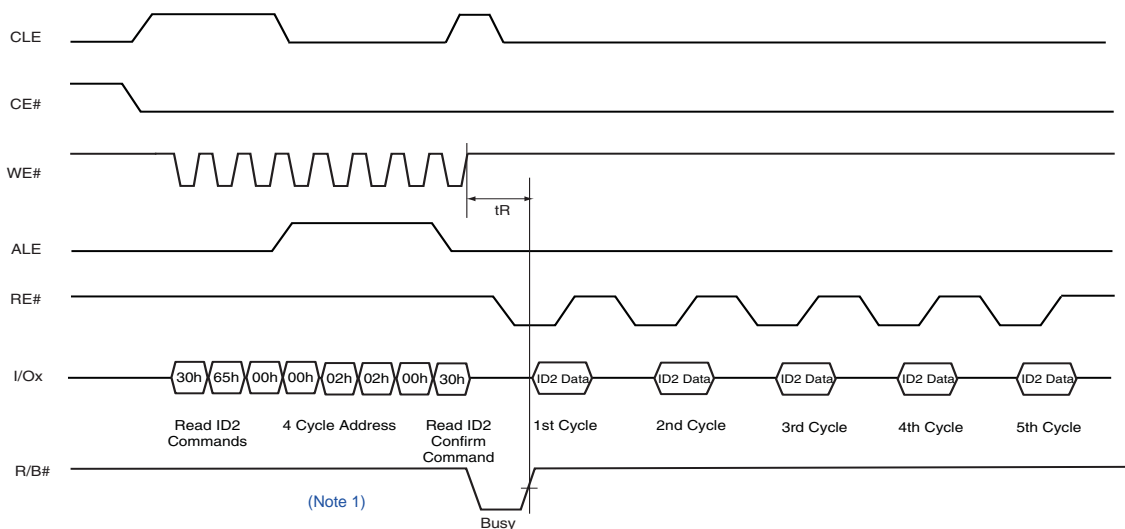 CLE
CE#
WE#
tR
ALE
RE#
I/Ox
30h 65h 00h 00h 02h 02h 00h 30h ID2 Data ID2 Data ID2 Data ID2 Data ID2 Data
Read ID2
Commands
4 Cycle Address
Read ID2
Confirm
Command
1st Cycle
2nd Cycle
3rd Cycle
4th Cycle
5th Cycle
R/B#
(Note 1)
Busy